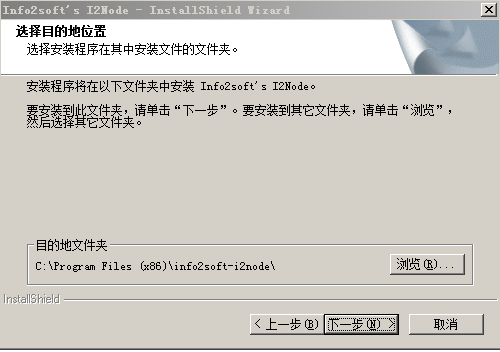 Info2soft's I2Node - InstallShield Wizard
选择目的地位置
选择安装程序在其中安装文件的文件夹。
安装程序将在以下文件夹中安装 Info2soft's I2Node。
要安装到此文件夹，请单击“下一步”。要安装到其它文件夹，请单击“浏览”，
然后选择其它文件夹。
目的地文件夹
C:\Program Files (x86)\info2soft-i2node\
浏览(R)...
InstallShield
< 上一步(B)
下一步(N) >
取消